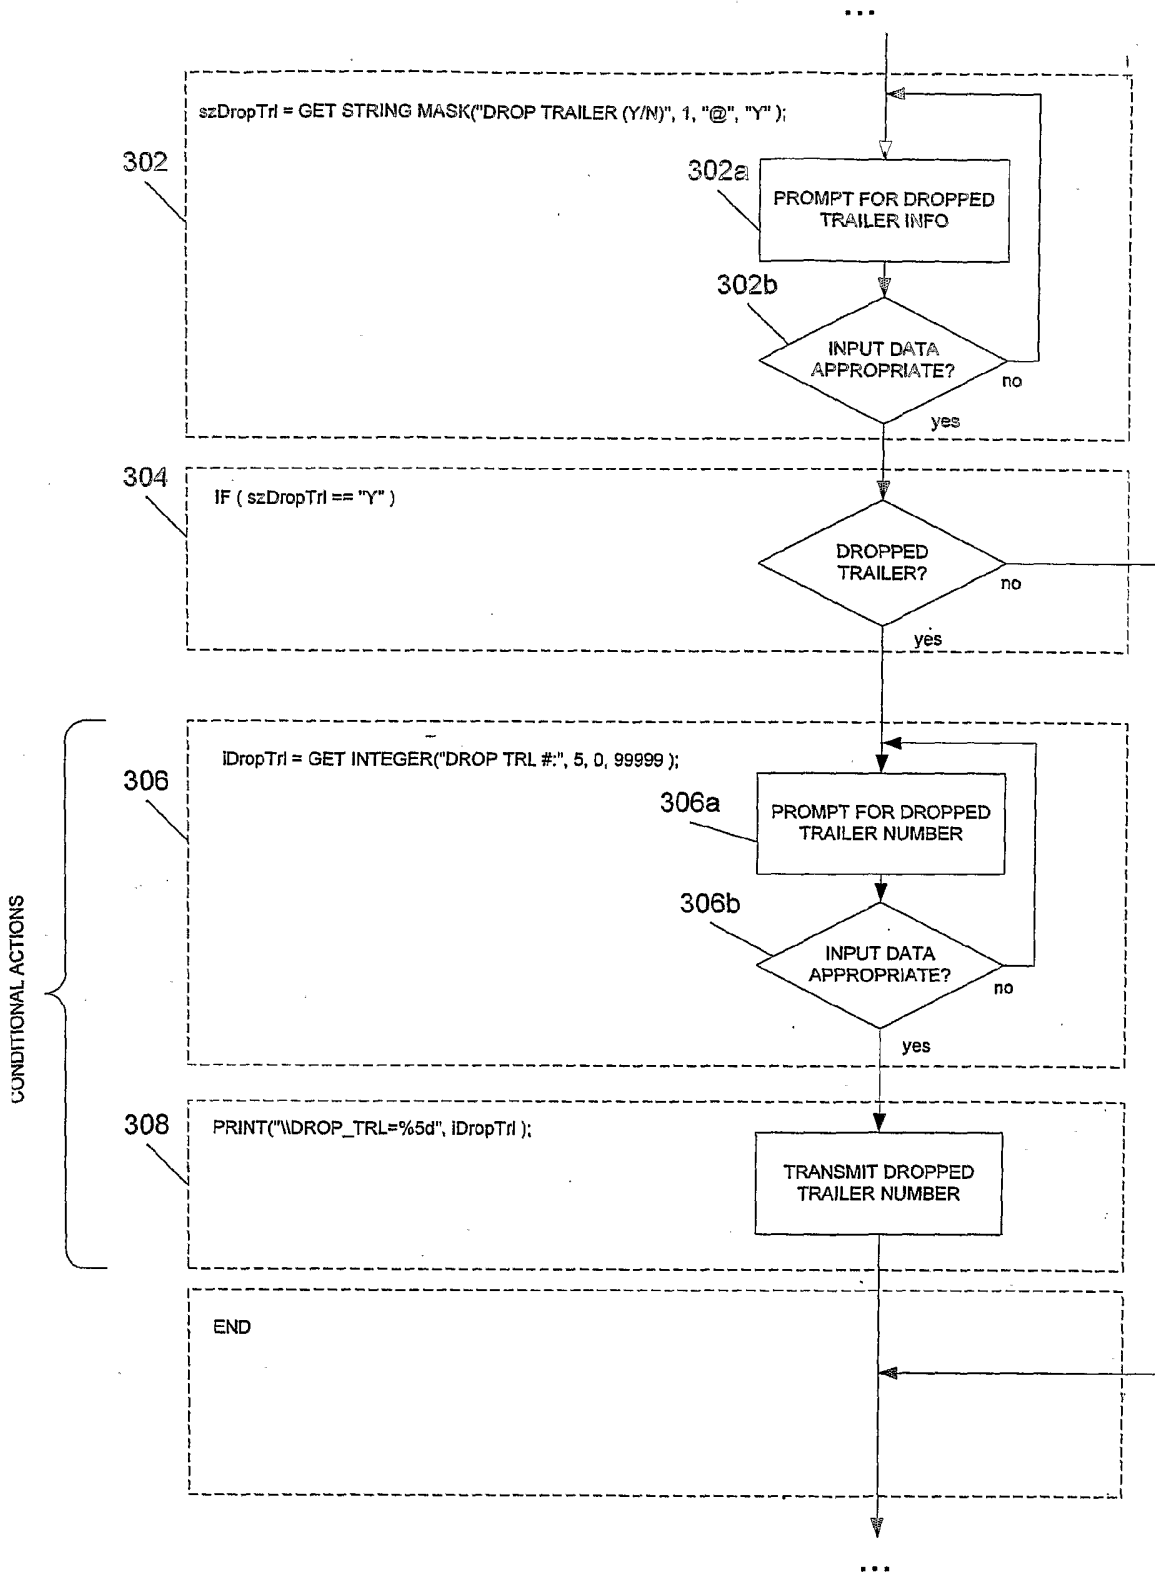 ...
szDropTrl = GET STRING MASK("DROP TRAILER (Y/N)", 1, "@", "Y" );
302
302a
PROMPT FOR DROPPED
TRAILER INFO
302b
INPUT DATA
APPROPRIATE?
no
yes
304
IF ( szDropTrl == "Y" )
DROPPED
TRAILER?
no
yes
CONDITIONAL ACTIONS
306
iDropTrl = GET INTEGER("DROP TRL #:", 5, 0, 99999 );
306a
PROMPT FOR DROPPED
TRAILER NUMBER
306b
INPUT DATA
APPROPRIATE?
no
yes
308
PRINT("\\DROP_TRL=%5d", iDropTrl );
TRANSMIT DROPPED
TRAILER NUMBER
END
...